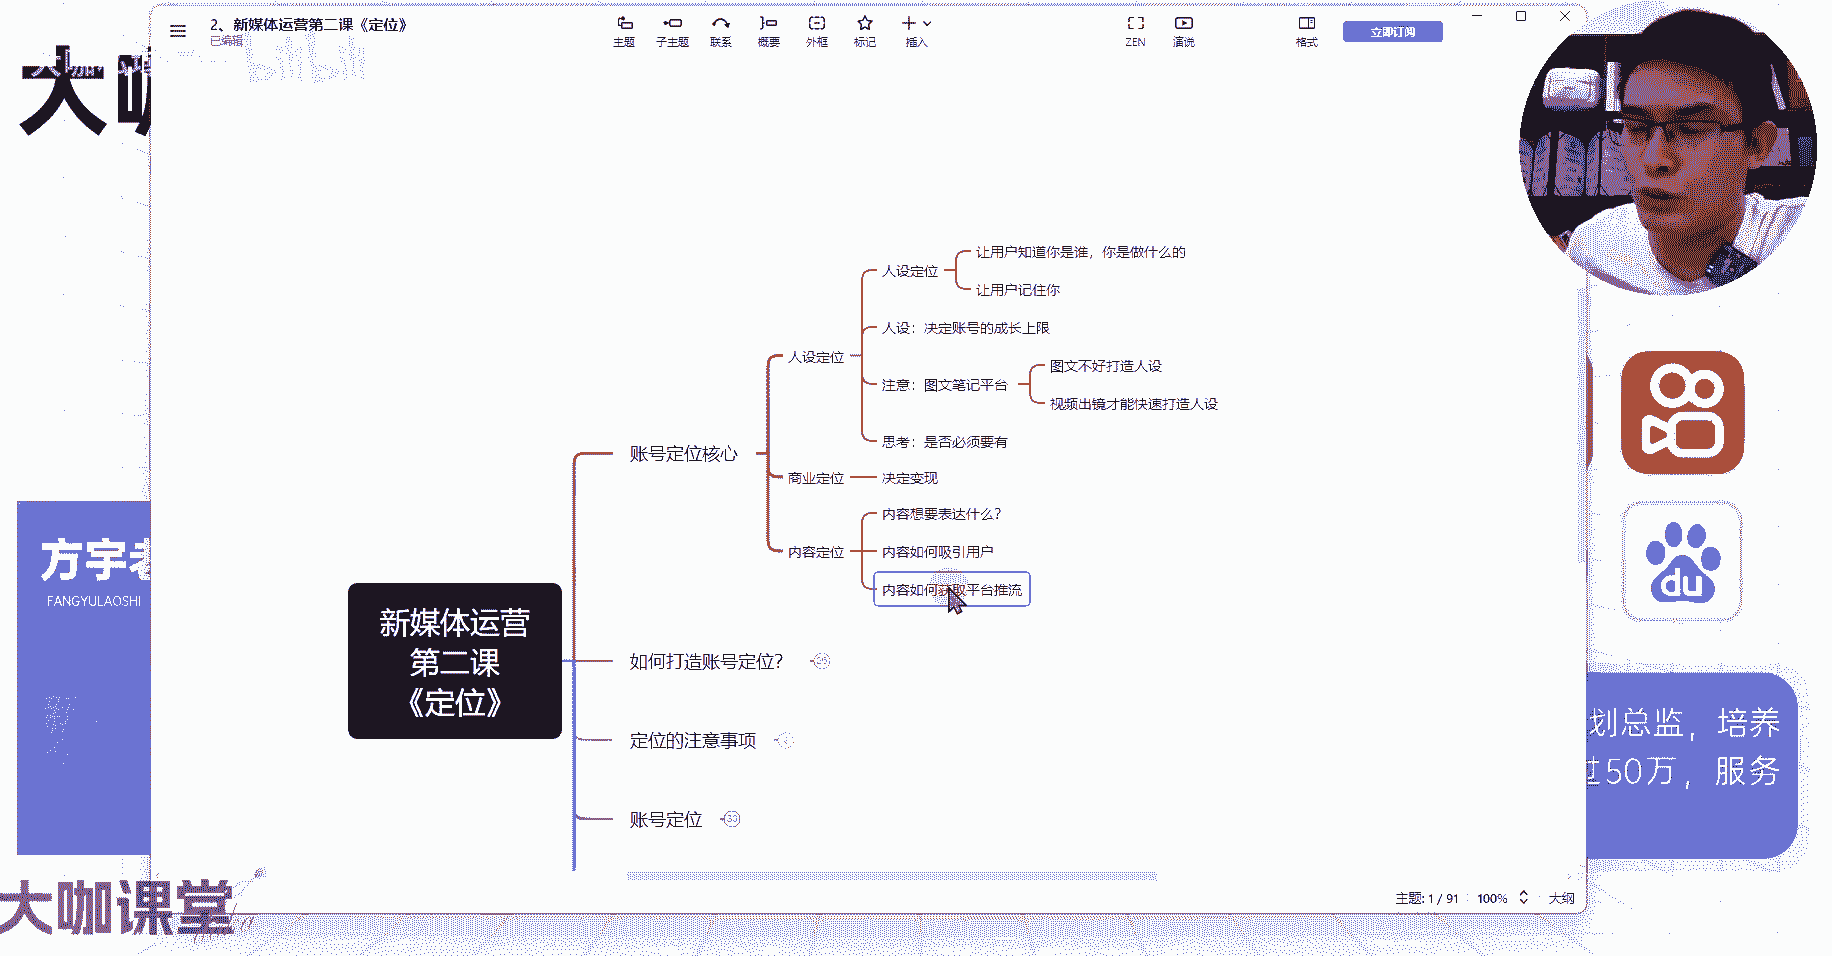 2、新媒体运营第二课《定位》
已编辑
bilibili
主题
子主题
联系
概要
外框
标记
插入
ZEN
演说
格式
立即订阅
大咖
让用户知道你是谁，你是做什么的
人设定位
让用户记住你
人设：决定账号的成长上限
人设定位
图文不好打造人设
注意：图文笔记平台
视频出镜才能快速打造人设
思考：是否必须要有
账号定位核心
商业定位
决定变现
内容想要表达什么？
内容定位
内容如何吸引用户
内容如何获取平台推流
方宇老
FANGYULAOSHI
新媒体运营
第二课
《定位》
如何打造账号定位？
定位的注意事项
账号定位
33
du
划总监，培养
过50万，服务
大咖课堂
主题: 1 / 91
100%
大纲